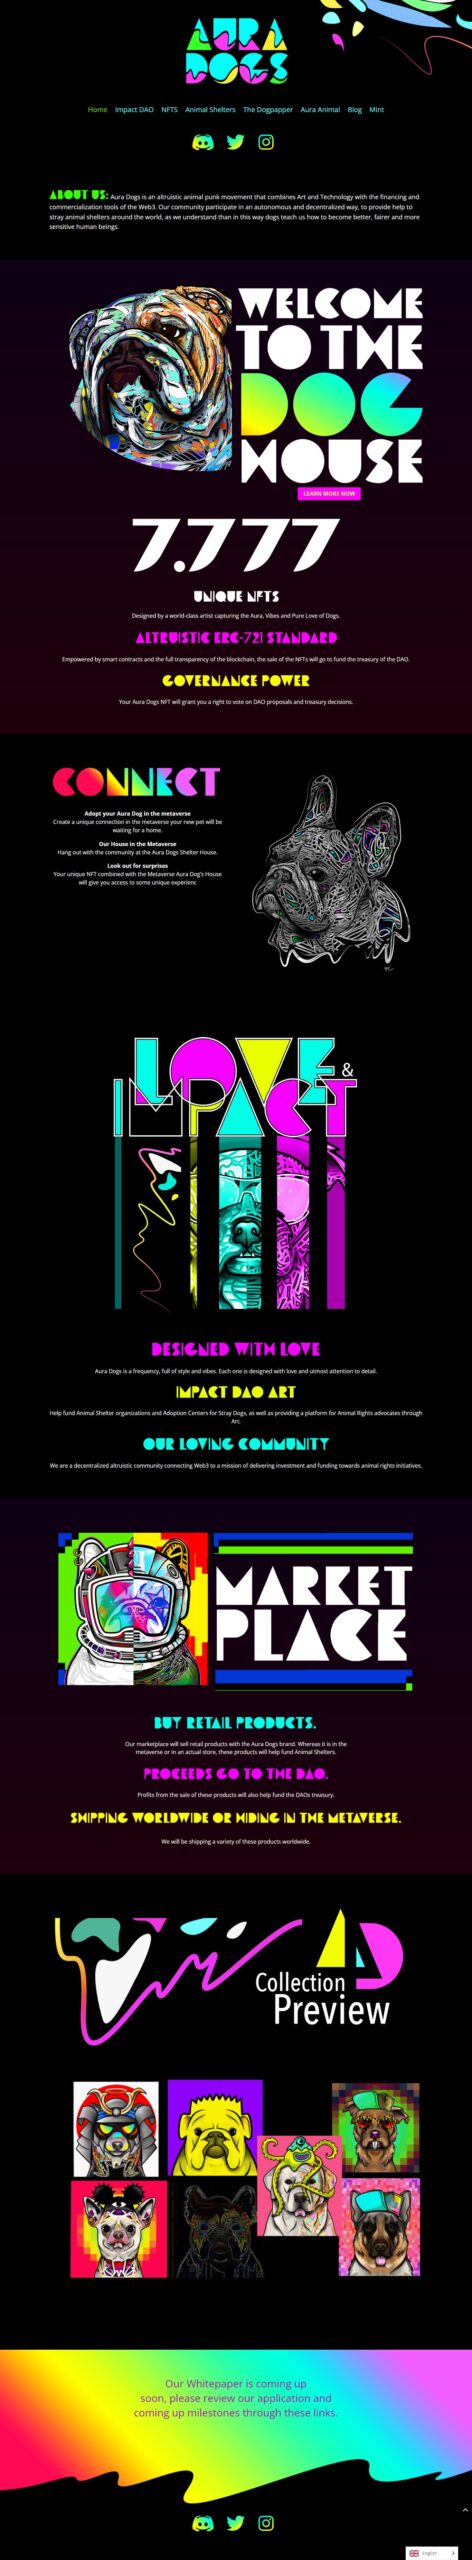 AURA
DOGS
Home Impact DAO NFTS Animal Shelters The Dogpapper Aura Animal Blog Mint
ABOUT US: Aura Dogs is an altruistic animal punk movement that combines Art and Technology with the financing and
commercialization tools of the Web3. Our community participate in an autonomous and decentralized way, to provide help to
stray animal shelters around the world, as we understand than in this way dogs teach us how to become better, fairer and more
sensitive human beings.
WELCOME
TO THE
DOG
HOUSE
LEARN MORE NOW
7.777
UNIQUE NFTS
Designed by a world-class artist capturing the Aura, Vibes and Pure Love of Dogs.
ALTRUISTIC ERC-721 STANDARD
Empowered by smart contracts and the full transparency of the blockchain, the sale of the NFTs will go to fund the treasury of the DAO.
GOVERNANCE POWER
Your Aura Dogs NFT will grant you a right to vote on DAO proposals and treasury decisions.
CONNECT
Adopt your Aura Dog in the metaverse
Create a unique connection in the metaverse your new pet will be
waiting for a home.
Our House in the Metaverse
Hang out with the community at the Aura Dogs Shelter House.
Look out for surprises
Your unique NFT combined with the Metaverse Aura Dog's House
will give you access to some unique experienc
LOVE &
IMPACT
DESIGNED WITH LOVE
Aura Dogs is a frequency, full of style and vibes. Each one is designed with love and utmost attention to detail.
IMPACT DAO ART
Help fund Animal Shelter organizations and Adoption Centers for Stray Dogs, as well as providing a platform for Animal Rights advocates through
Art.
OUR LOVING COMMUNITY
We are a decentralized altruistic community connecting Web3 to a mission of delivering investment and funding towards animal rights initiatives.
MARKET
PLACE
BUY RETAIL PRODUCTS.
Our marketplace will sell retail products with the Aura Dogs brand. Whereas it is in the
metaverse or in an actual store, these products will help fund Animal Shelters.
PROCEEDS GO TO THE DAO.
Profits from the sale of these products will also help fund the DAOs treasury.
SHIPPING WORLDWIDE OR HIDING IN THE METAVERSE.
We will be shipping a variety of these products worldwide.
AD
Collection
Preview
Our Whitepaper is coming up
soon, please review our application and
coming up milestones through these links.
English